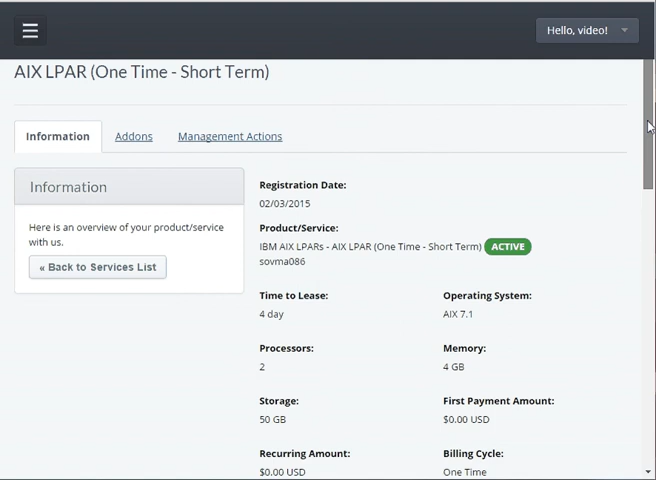 ☰
Hello, video!
AIX LPAR (One Time - Short Term)
Information
Addons
Management Actions
Information
Here is an overview of your product/service
with us.
« Back to Services List
Registration Date:
02/03/2015
Product/Service:
IBM AIX LPARs - AIX LPAR (One Time - Short Term) ACTIVE
sovma086
Time to Lease:
4 day
Operating System:
AIX 7.1
Processors:
2
Memory:
4 GB
Storage:
50 GB
First Payment Amount:
$0.00 USD
Recurring Amount:
$0.00 USD
Billing Cycle:
One Time